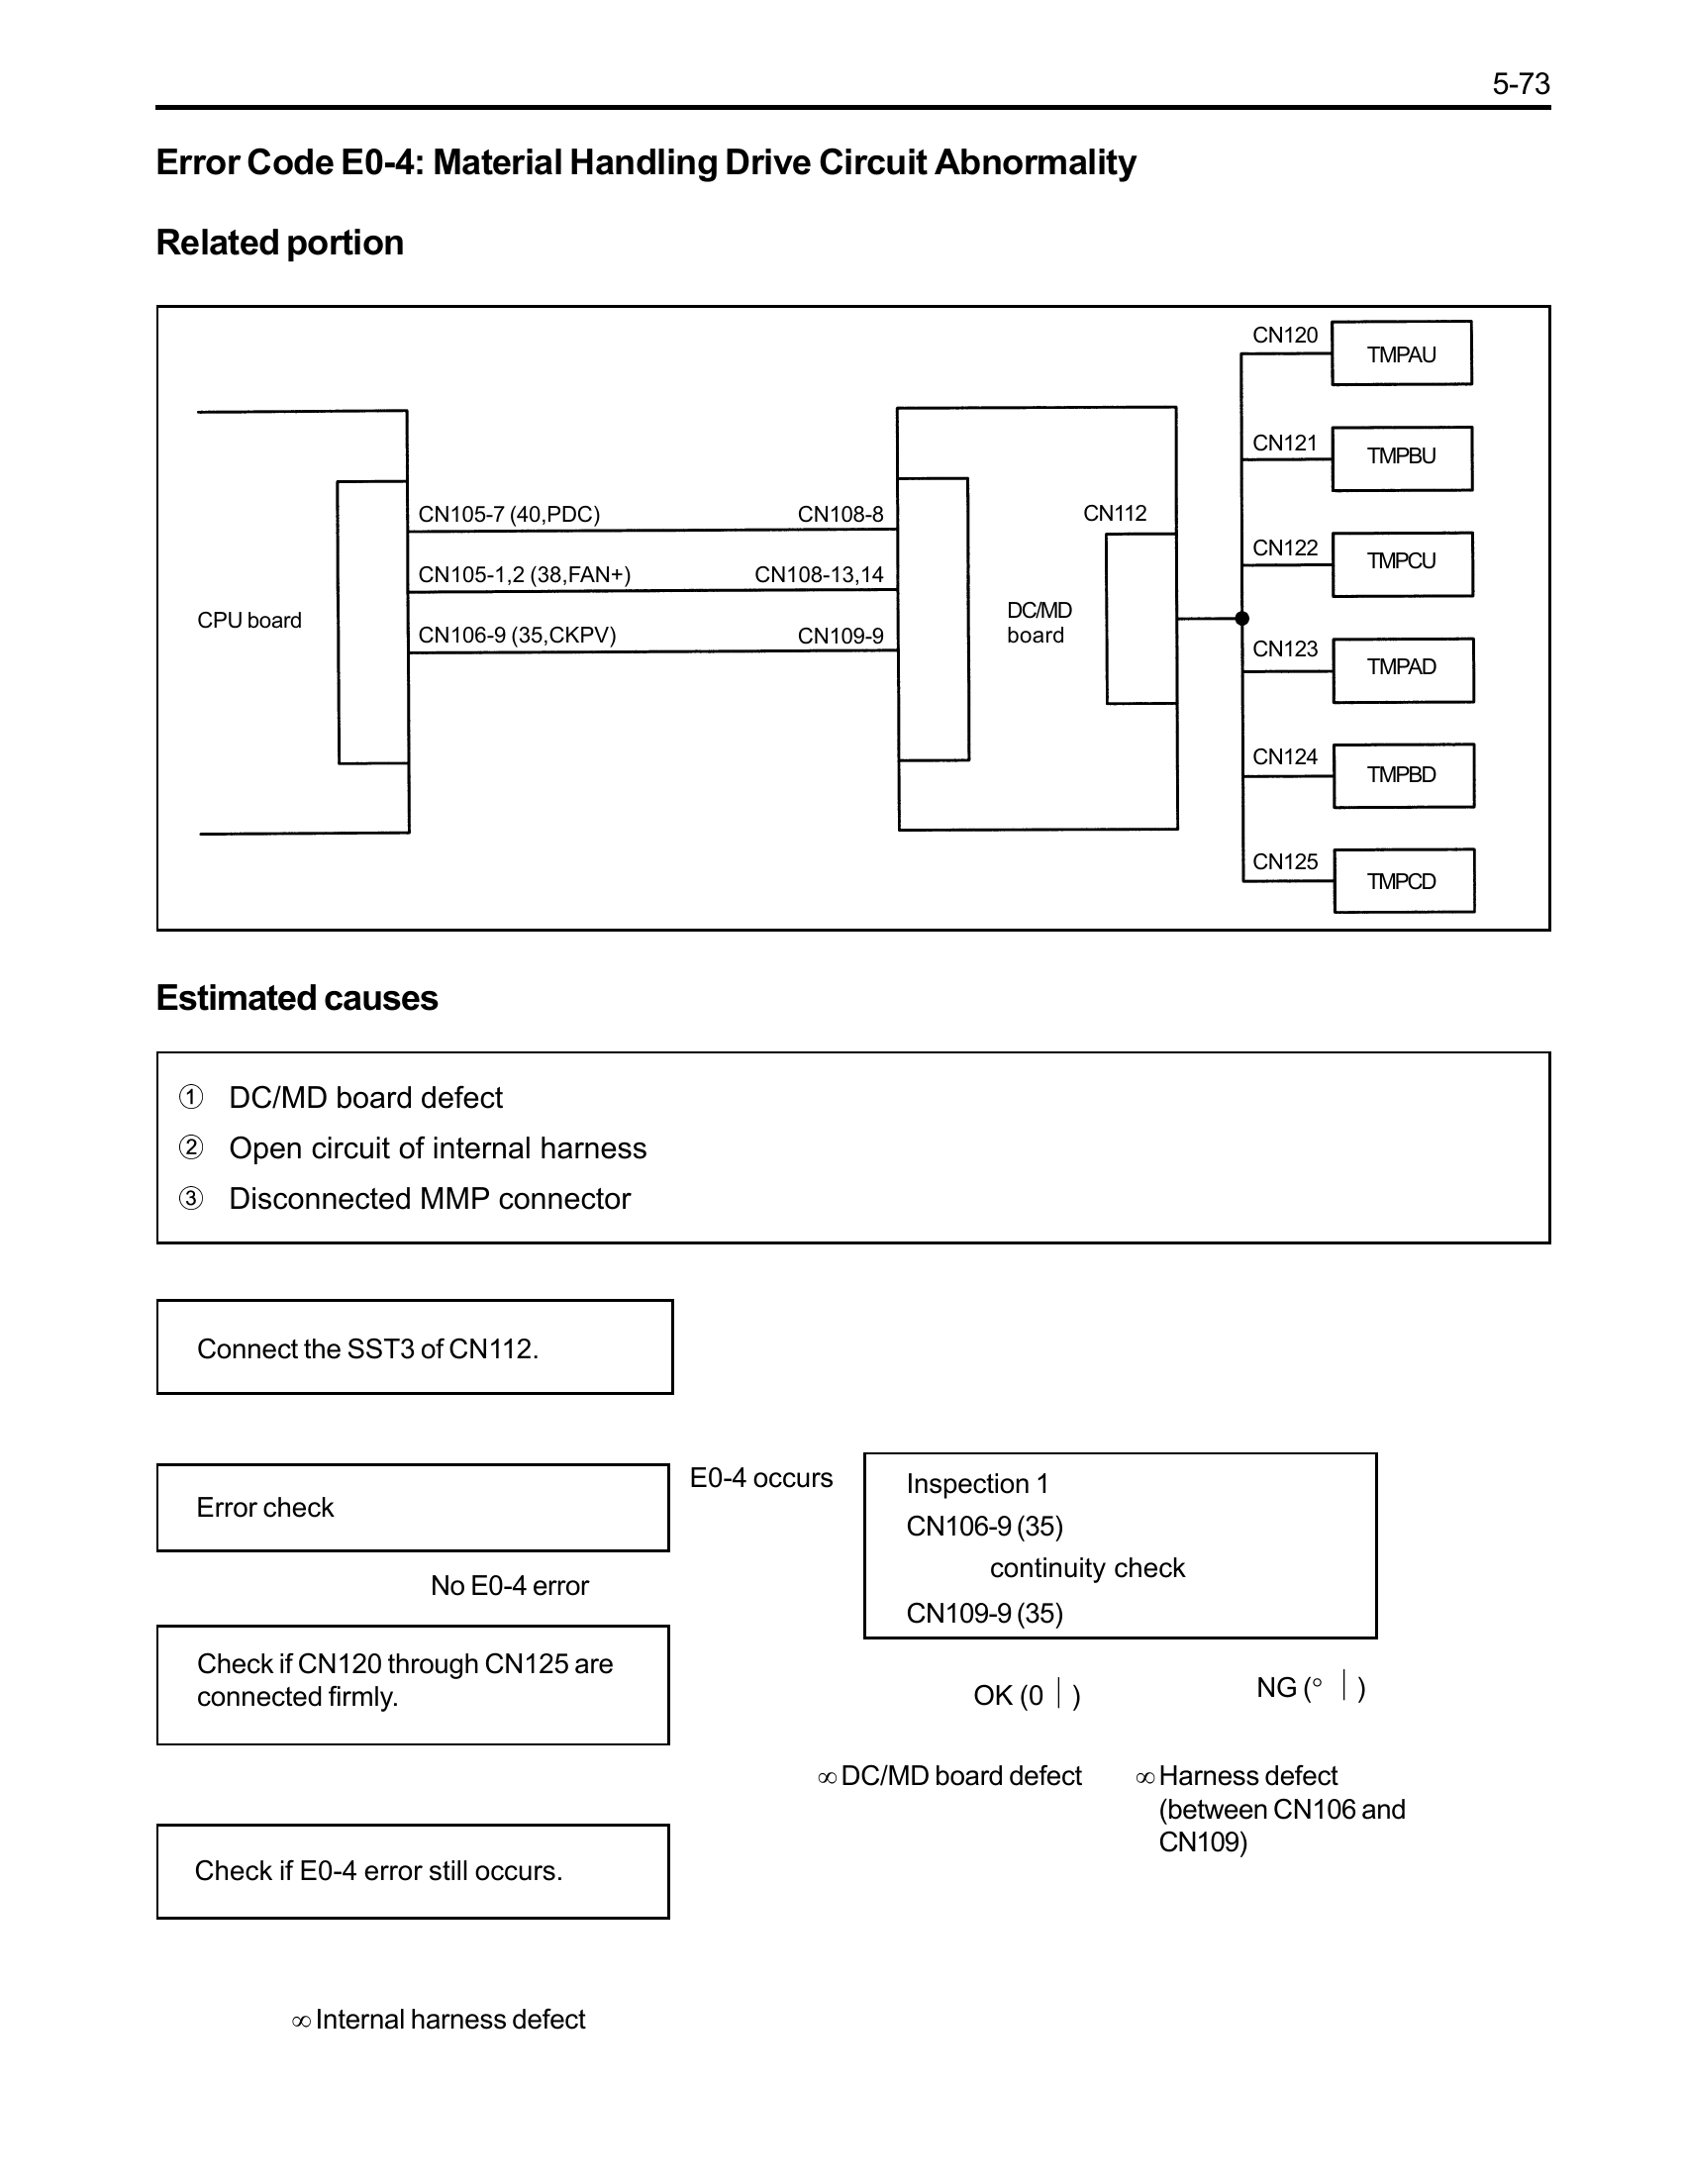 5-73
Error Code E0-4: Material Handling Drive Circuit Abnormality
Related portion
CN120
TMPAU
CN121
TMPBU
CN105-7 (40,PDC)
CN108-8
CN112
CN122
TMPCU
CN105-1,2 (38,FAN+)
CN108-13,14
CPU board
DC/MD
board
CN106-9 (35,CKPV)
CN109-9
CN123
TMPAD
CN124
TMPBD
CN125
TMPCD
Estimated causes
① DC/MD board defect
② Open circuit of internal harness
③ Disconnected MMP connector
Connect the SST3 of CN112.
Error check
E0-4 occurs
Inspection 1
CN106-9 (35)
continuity check
CN109-9 (35)
No E0-4 error
Check if CN120 through CN125 are
connected firmly.
OK (0 | )
NG (° | )
∞ DC/MD board defect
∞ Harness defect
(between CN106 and
CN109)
Check if E0-4 error still occurs.
∞ Internal harness defect